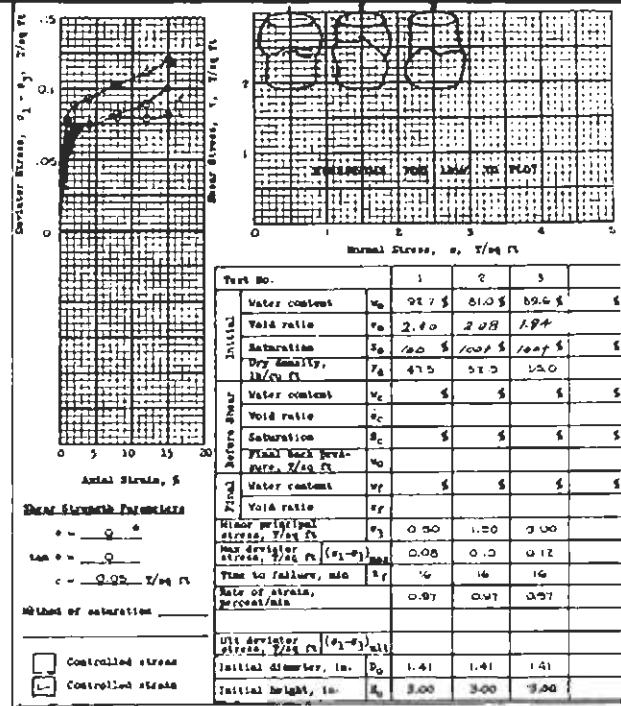 Deviator Stress, σ1 - σ3, T/sq ft
.15
0.1
.05
0
0 5 10 15 20
Axial Strain, %
Shear Stress, τ, T/sq ft
2
1
0
0 1 2 3 4 5
TOO LOW TO PLOT
Normal Stress, σ, T/sq ft
Shear Strength Parameters
φ = 0 °
tan φ = 0
c = 0.05 T/sq ft
Method of saturation
Controlled stress
Controlled strain
Test No. 1 2 3
Initial
Water content w₀ % 81.0 % % %
Void ratio e₀ 2.08 1.94
Saturation S₀ 100 % 100+ % 100+ % %
Dry density, lb/cu ft γd
Before Shear
Water content wc % % % %
Void ratio ec
Saturation Sc % % % %
Final back pressure, T/sq ft u₀
Final
Water content wf % % % %
Void ratio ef
Minor principal stress, T/sq ft σ3 0.50 1.50 3.00
Max deviator stress, T/sq ft (σ1-σ3)max 0.08 0.12
Time to failure, min tf 16 16 16
Rate of strain, percent/min 0.97 0.97 0.97
Ult deviator stress, T/sq ft (σ1-σ3)ult
Initial diameter, in. D₀ 1.41 1.41 1.41
Initial height, in. H₀ 3.00 3.00 3.00